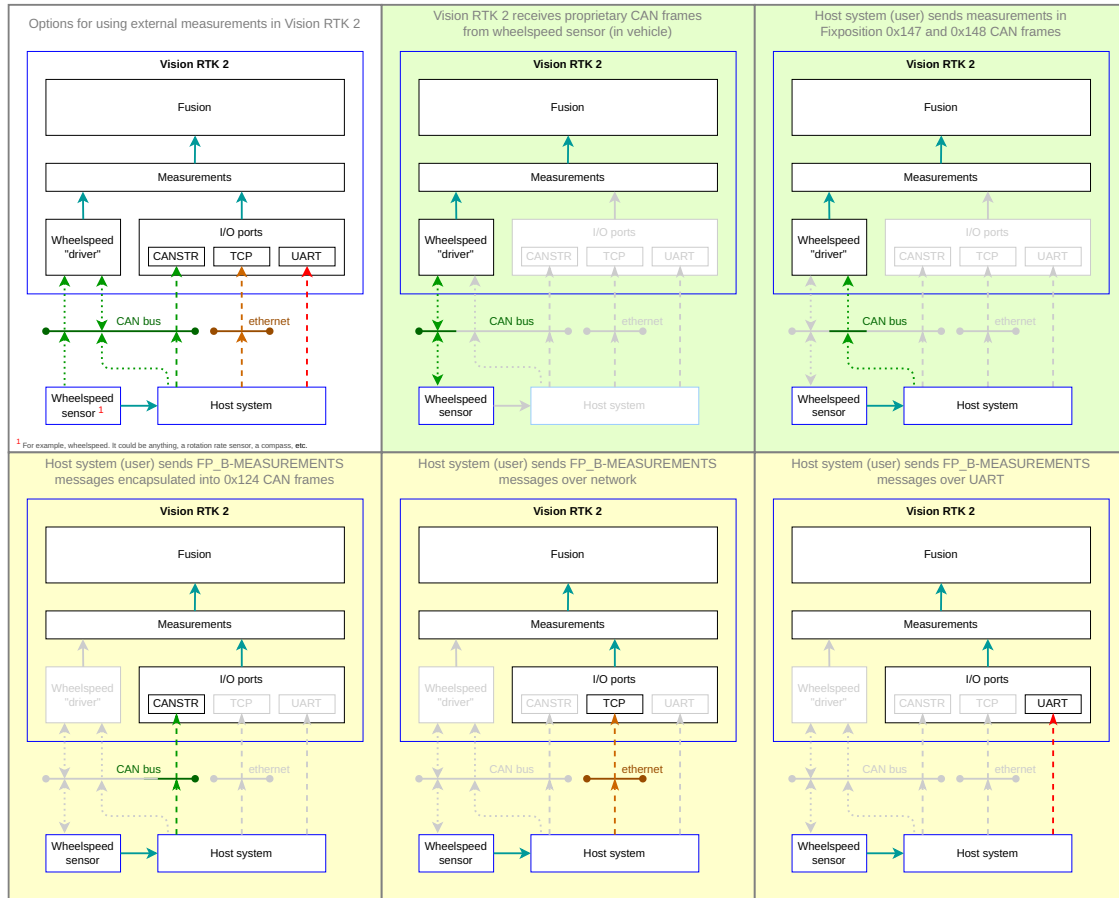 Options for using external measurements in Vision RTK 2
Vision RTK 2
Fusion
Measurements
Wheelspeed
"driver"
I/O ports
CANSTR
TCP
UART
CAN bus
ethernet
Wheelspeed
sensor 1
Host system
1 For example, wheelspeed. It could be anything, a rotation rate sensor, a compass, etc.
Vision RTK 2 receives proprietary CAN frames
from wheelspeed sensor (in vehicle)
Vision RTK 2
Fusion
Measurements
Wheelspeed
"driver"
I/O ports
CANSTR
TCP
UART
CAN bus
ethernet
Wheelspeed
sensor
Host system
Host system (user) sends measurements in
Fixposition 0x147 and 0x148 CAN frames
Vision RTK 2
Fusion
Measurements
Wheelspeed
"driver"
I/O ports
CANSTR
TCP
UART
CAN bus
ethernet
Wheelspeed
sensor
Host system
Host system (user) sends FP_B-MEASUREMENTS
messages encapsulated into 0x124 CAN frames
Vision RTK 2
Fusion
Measurements
Wheelspeed
"driver"
I/O ports
CANSTR
TCP
UART
CAN bus
ethernet
Wheelspeed
sensor
Host system
Host system (user) sends FP_B-MEASUREMENTS
messages over network
Vision RTK 2
Fusion
Measurements
Wheelspeed
"driver"
I/O ports
CANSTR
TCP
UART
CAN bus
ethernet
Wheelspeed
sensor
Host system
Host system (user) sends FP_B-MEASUREMENTS
messages over UART
Vision RTK 2
Fusion
Measurements
Wheelspeed
"driver"
I/O ports
CANSTR
TCP
UART
CAN bus
ethernet
Wheelspeed
sensor
Host system